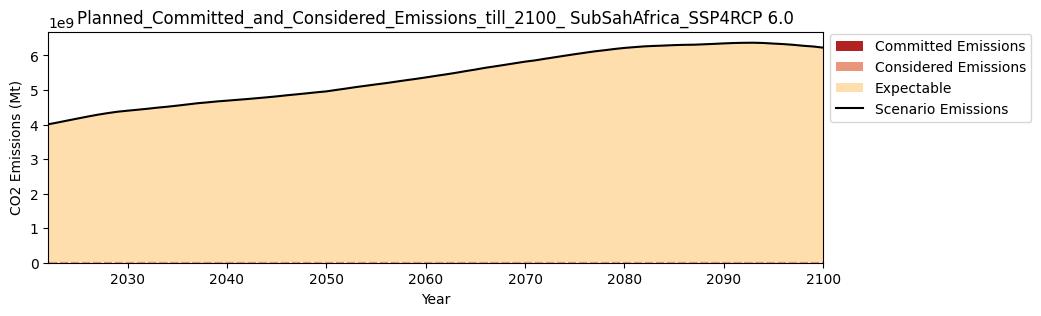 Planned_Committed_and_Considered_Emissions_till_2100_ SubSahAfrica_SSP4RCP 6.0
1e9
6
5
4
3
2
1
0
CO2 Emissions (Mt)
2030 2040 2050 2060 2070 2080 2090 2100
Year
Committed Emissions
Considered Emissions
Expectable
Scenario Emissions